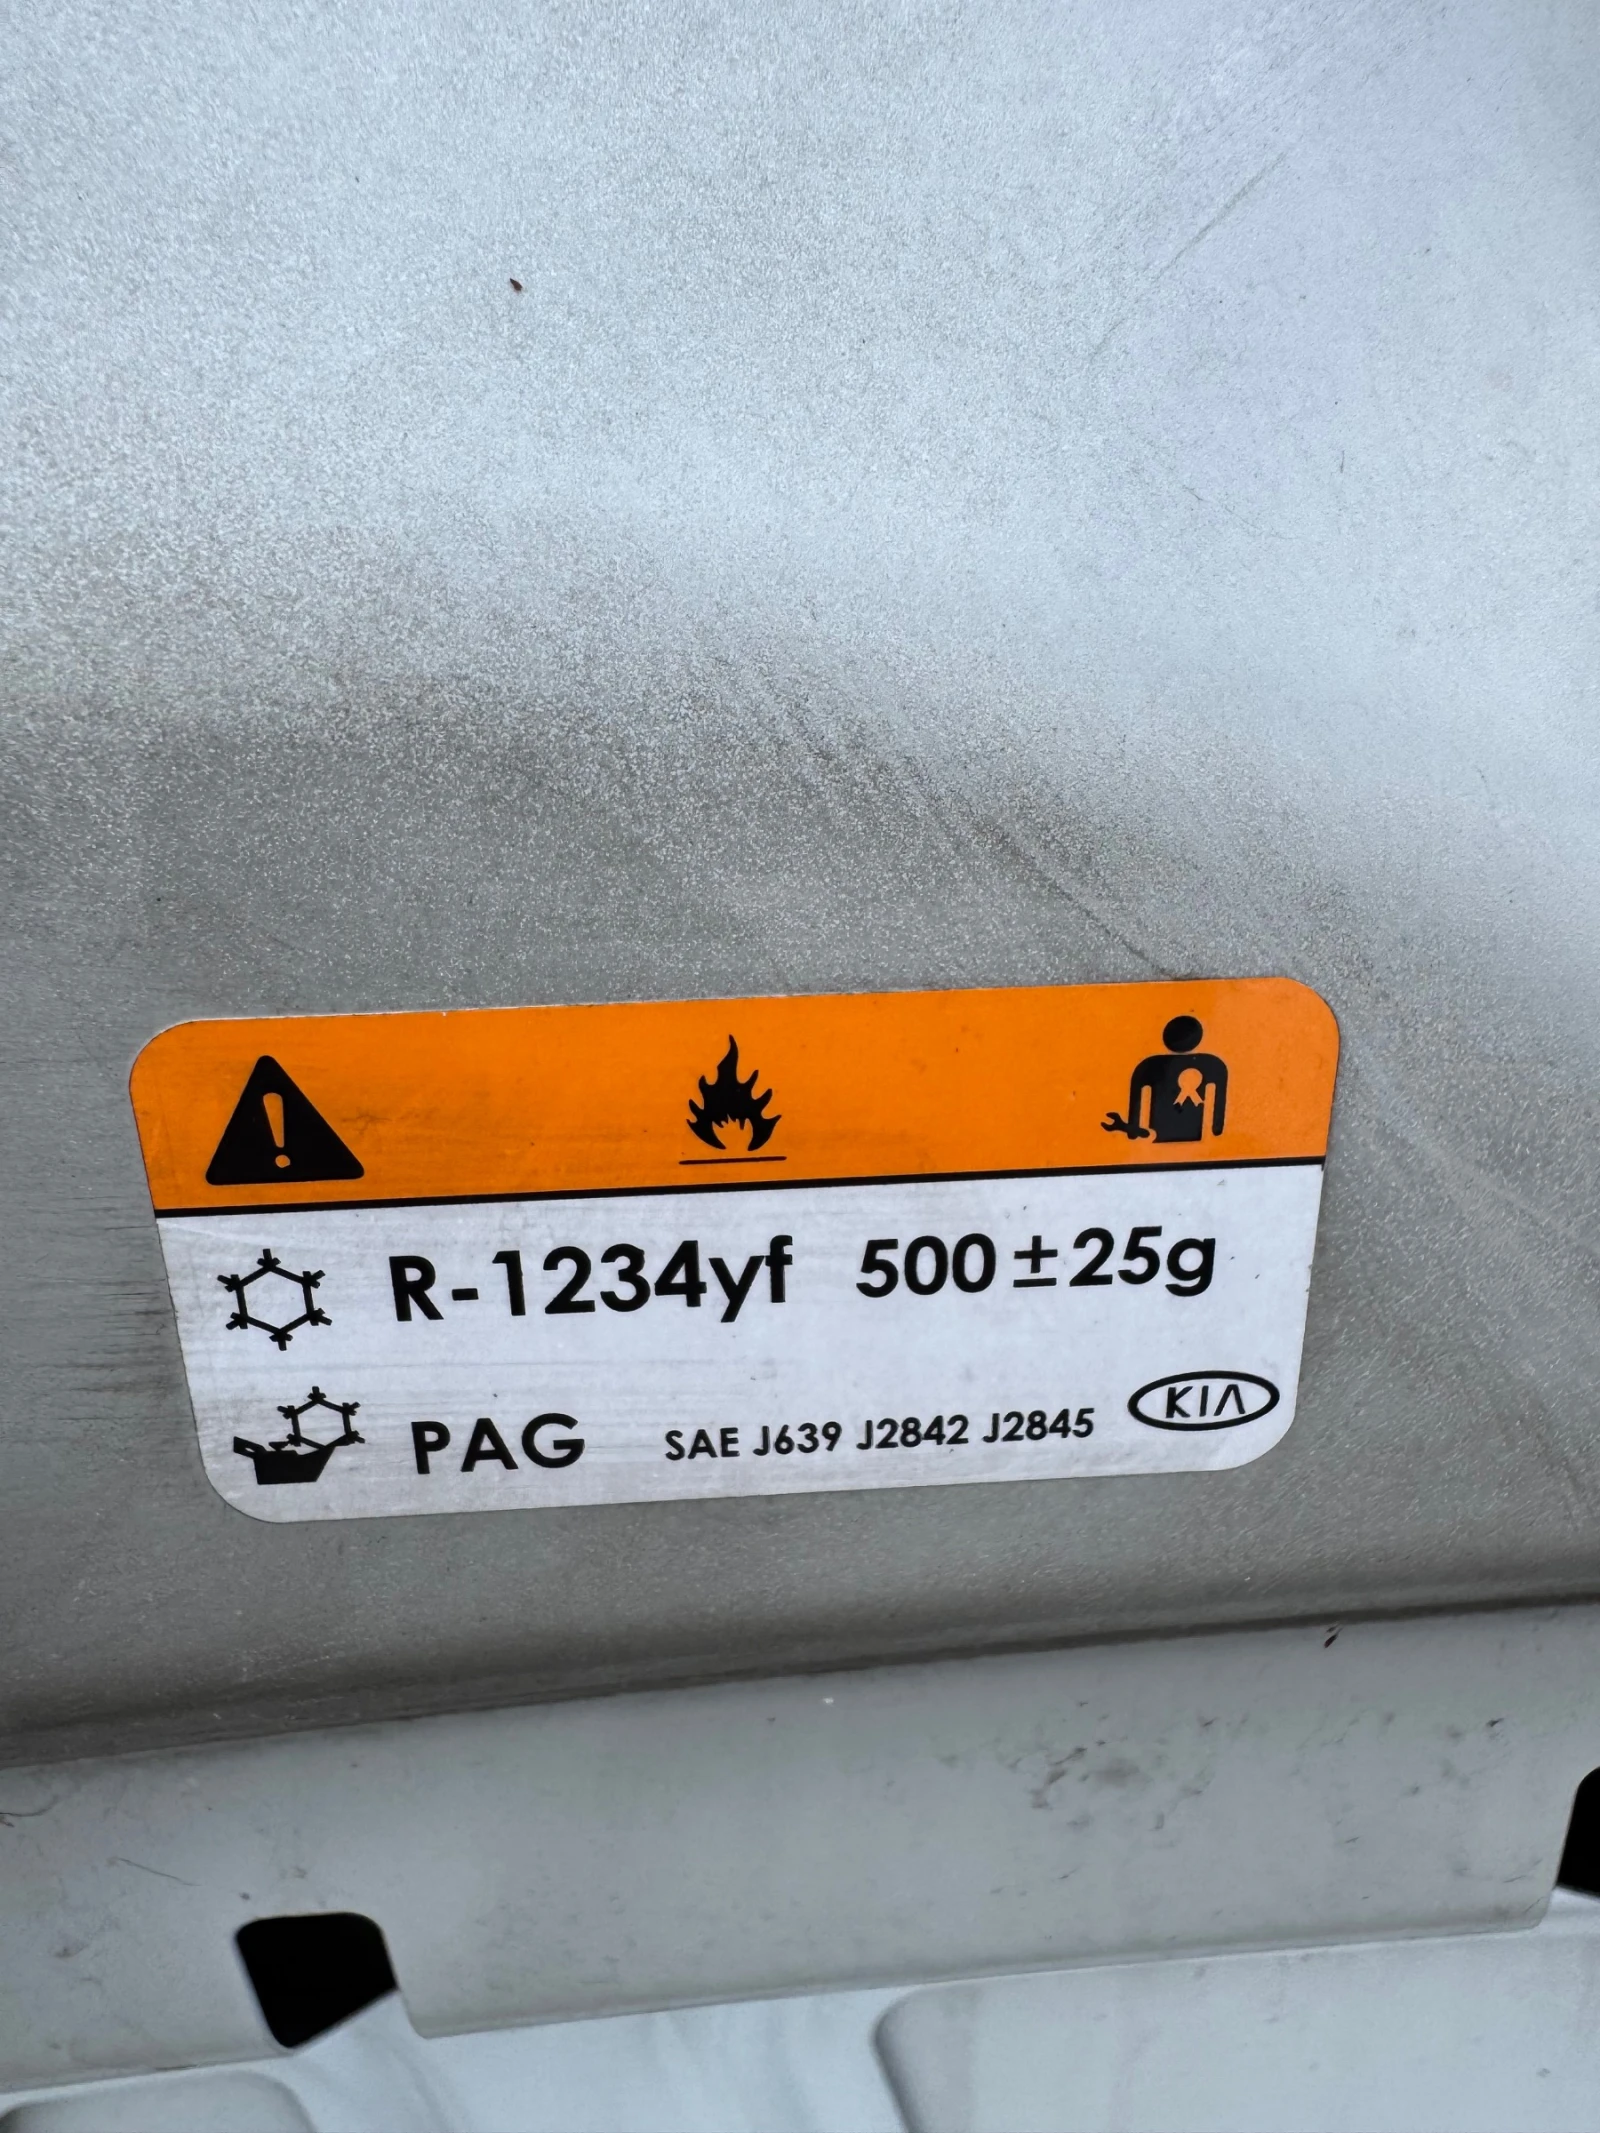 R-1234yf 500±25g
PAG SAE J639 J2842 J2845 KIA